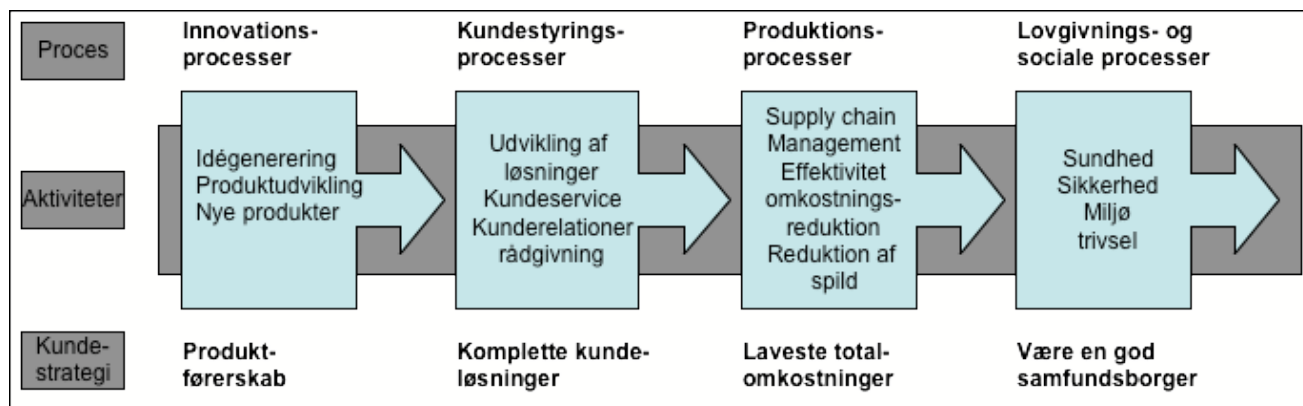 Proces
Innovations-
processer
Kundestyrings-
processer
Produktions-
processer
Lovgivnings- og
sociale processer
Aktiviteter
Idégenerering
Produktudvikling
Nye produkter
Udvikling af
løsninger
Kundeservice
Kunderelationer
rådgivning
Supply chain
Management
Effektivitet
omkostnings-
reduktion
Reduktion af
spild
Sundhed
Sikkerhed
Miljø
trivsel
Kunde-
strategi
Produkt-
førerskab
Komplette kunde-
løsninger
Laveste total-
omkostninger
Være en god
samfundsborger